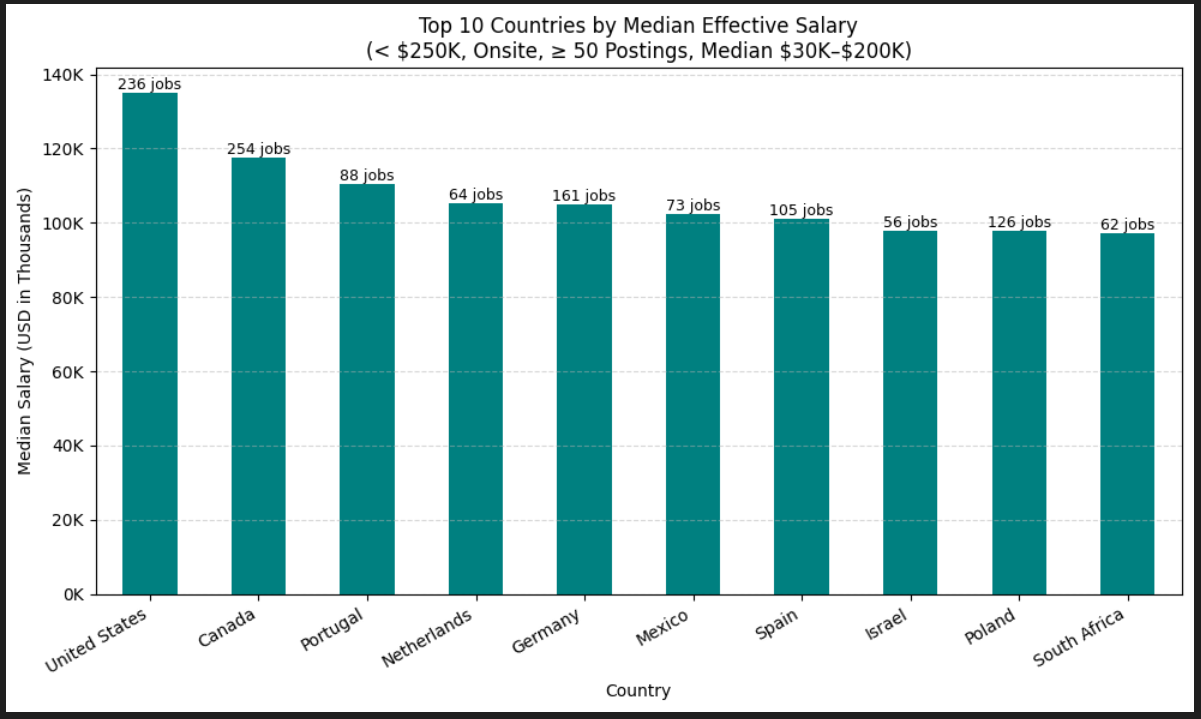 Top 10 Countries by Median Effective Salary
(< $250K, Onsite, ≥ 50 Postings, Median $30K–$200K)
Median Salary (USD in Thousands)
140K
120K
100K
80K
60K
40K
20K
0K
236 jobs
254 jobs
88 jobs
64 jobs
161 jobs
73 jobs
105 jobs
56 jobs
126 jobs
62 jobs
United States
Canada
Portugal
Netherlands
Germany
Mexico
Spain
Israel
Poland
South Africa
Country